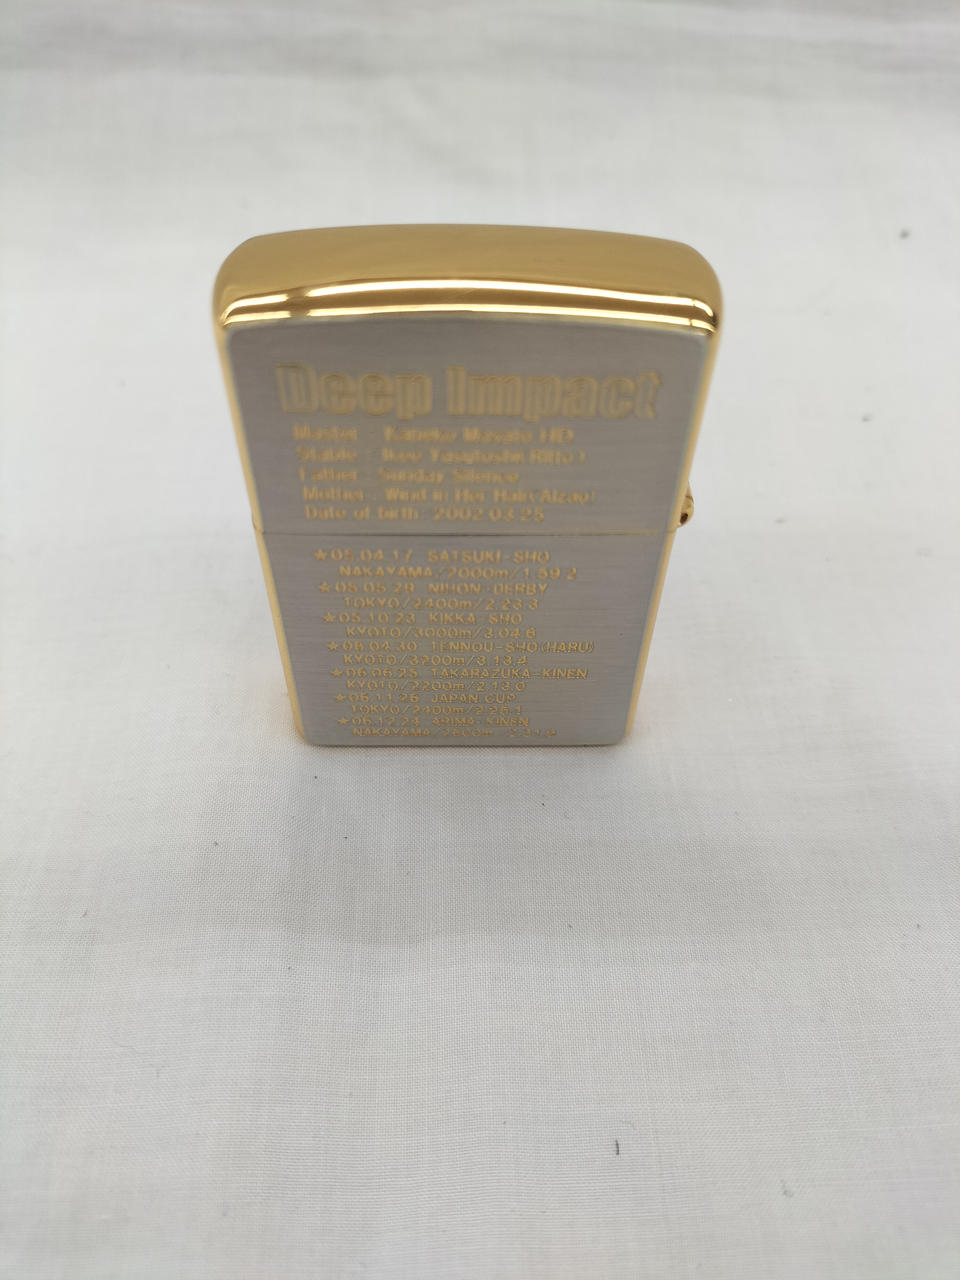 Deep Impact
Master : Kaneko Makoto HD
Stable : Ikee Yasutoshi(Ritto)
Father : Sunday Silence
Mother : Wind in Her Hair(Alzao)
Date of birth: 2002.03.25
★05.04.17 SATSUKI-SHO
NAKAYAMA/2000m/1.59.2
★05.05.29 NIHON-DERBY
TOKYO/2400m/2.23.3
★05.10.23 KIKKA-SHO
KYOTO/3000m/3.04.6
★06.04.30 TENNOU-SHO(HARU)
KYOTO/3200m/3.13.4
★06.06.25 TAKARAZUKA-KINEN
KYOTO/2200m/2.13.0
★06.11.26 JAPAN CUP
TOKYO/2400m/2.25.1
★06.12.24 ARIMA-KINEN
NAKAYAMA/2500m